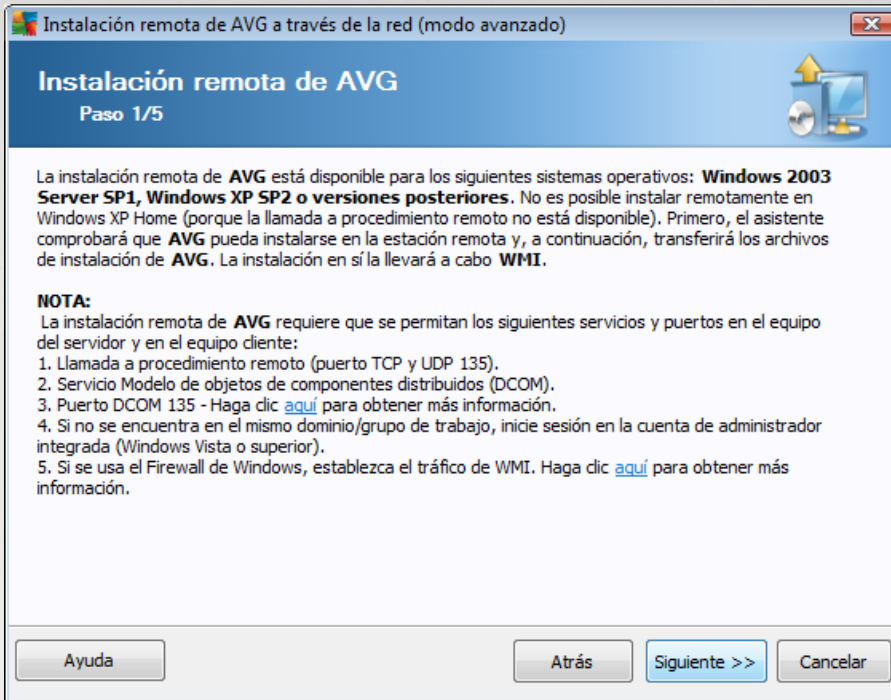 Instalación remota de AVG a través de la red (modo avanzado)
Instalación remota de AVG
Paso 1/5
La instalación remota de AVG está disponible para los siguientes sistemas operativos: Windows 2003
Server SP1, Windows XP SP2 o versiones posteriores. No es posible instalar remotamente en
Windows XP Home (porque la llamada a procedimiento remoto no está disponible). Primero, el asistente
comprobará que AVG pueda instalarse en la estación remota y, a continuación, transferirá los archivos
de instalación de AVG. La instalación en sí la llevará a cabo WMI.
NOTA:
La instalación remota de AVG requiere que se permitan los siguientes servicios y puertos en el equipo
del servidor y en el equipo cliente:
1. Llamada a procedimiento remoto (puerto TCP y UDP 135).
2. Servicio Modelo de objetos de componentes distribuidos (DCOM).
3. Puerto DCOM 135 - Haga clic aquí para obtener más información.
4. Si no se encuentra en el mismo dominio/grupo de trabajo, inicie sesión en la cuenta de administrador
integrada (Windows Vista o superior).
5. Si se usa el Firewall de Windows, establezca el tráfico de WMI. Haga clic aquí para obtener más
información.
Ayuda
Atrás
Siguiente >>
Cancelar